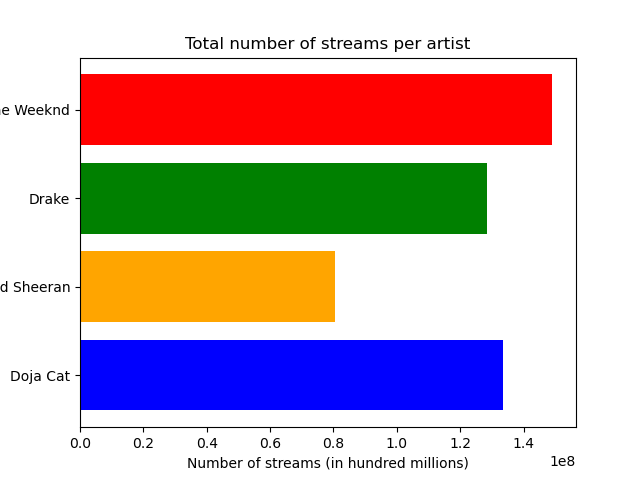 Total number of streams per artist
e Weeknd
Drake
d Sheeran
Doja Cat
0.0 0.2 0.4 0.6 0.8 1.0 1.2 1.4
1e8
Number of streams (in hundred millions)